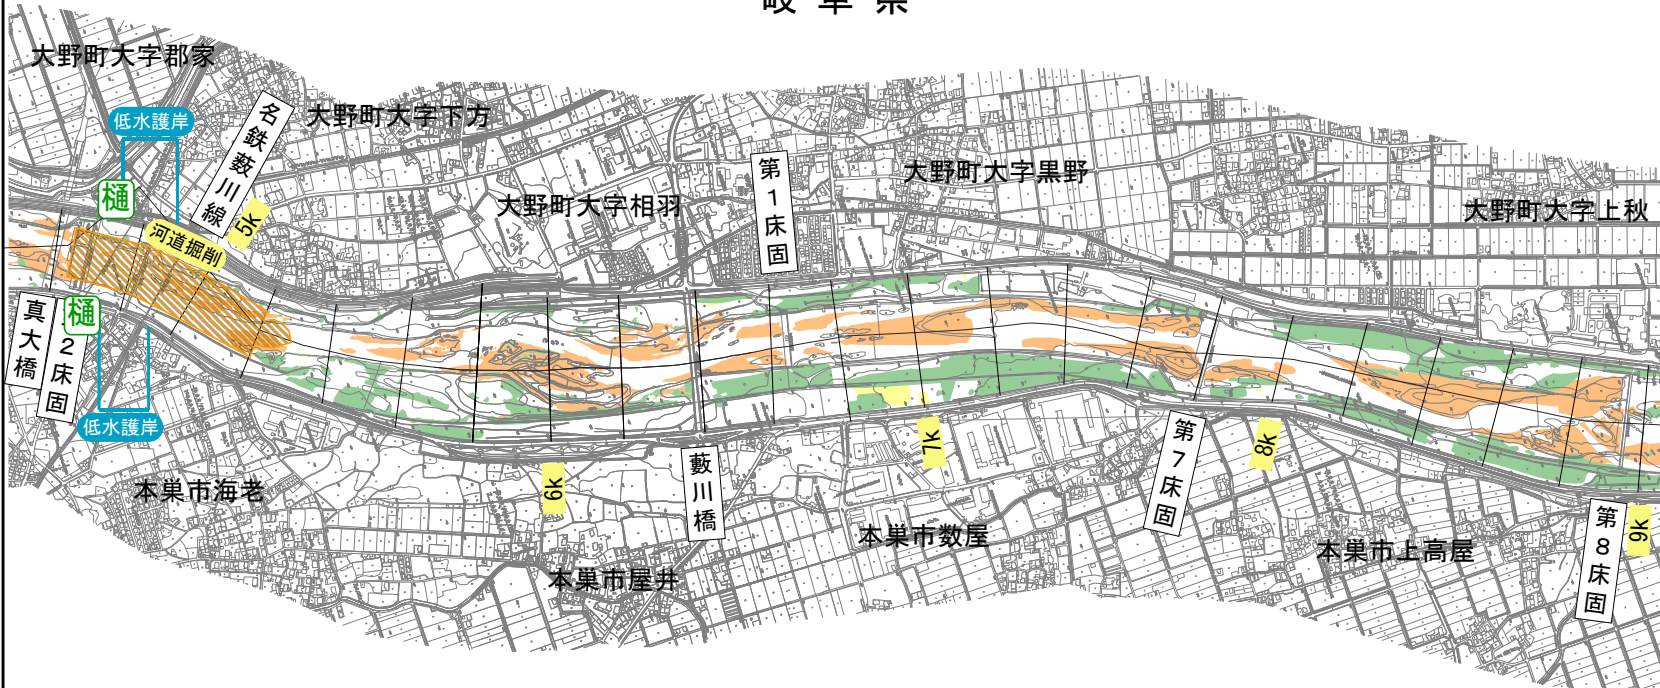 岐阜県
大野町大字郡家
低水護岸
名鉄薮川線
大野町大字下方
樋
5k
河道掘削
大野町大字相羽
第1床固
大野町大字黒野
大野町大字上秋
樋
真大橋
2床固
低水護岸
本巣市海老
6k
藪川橋
本巣市屋井
7k
本巣市数屋
第7床固
8k
本巣市上高屋
第8床固
9k